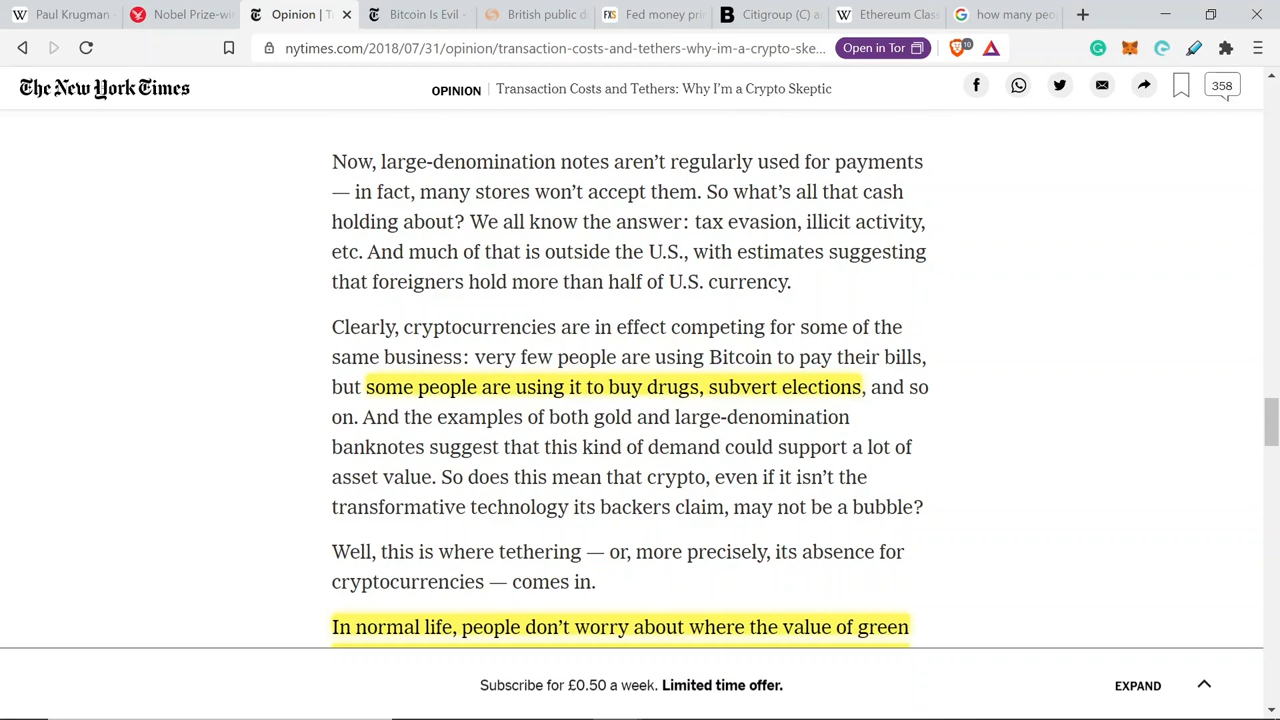 Paul Krugman -
Nobel Prize-wi
Opinion | T
Bitcoin Is Evil -
British public d
Fed money pri
Citigroup (C) a
Ethereum Clas
how many peo
nytimes.com/2018/07/31/opinion/transaction-costs-and-tethers-why-im-a-crypto-ske...
Open in Tor
10
The New York Times
OPINION | Transaction Costs and Tethers: Why I'm a Crypto Skeptic
358
Now, large-denomination notes aren't regularly used for payments
— in fact, many stores won't accept them. So what's all that cash
holding about? We all know the answer: tax evasion, illicit activity,
etc. And much of that is outside the U.S., with estimates suggesting
that foreigners hold more than half of U.S. currency.
Clearly, cryptocurrencies are in effect competing for some of the
same business: very few people are using Bitcoin to pay their bills,
but some people are using it to buy drugs, subvert elections, and so
on. And the examples of both gold and large-denomination
banknotes suggest that this kind of demand could support a lot of
asset value. So does this mean that crypto, even if it isn't the
transformative technology its backers claim, may not be a bubble?
Well, this is where tethering — or, more precisely, its absence for
cryptocurrencies — comes in.
In normal life, people don't worry about where the value of green
Subscribe for £0.50 a week. Limited time offer.
EXPAND